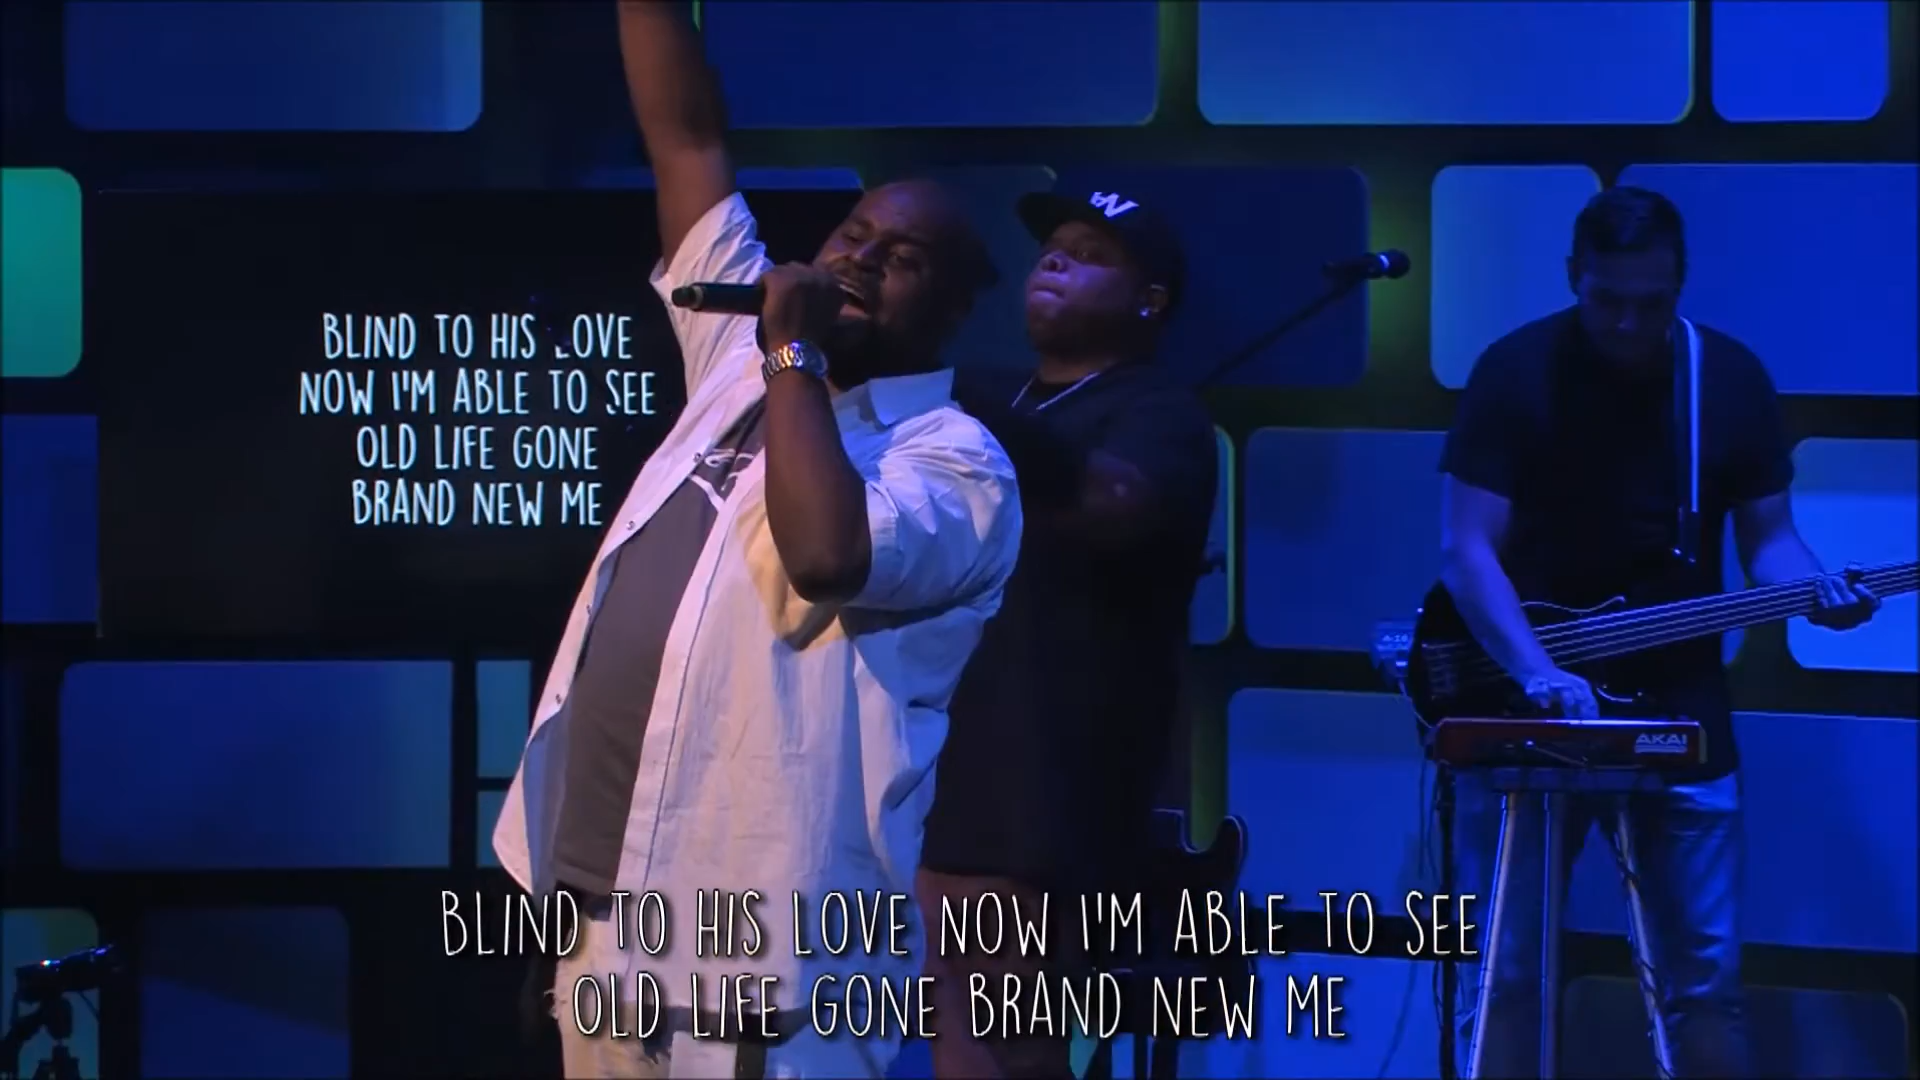 BLIND TO HIS LOVE
NOW I'M ABLE TO SEE
OLD LIFE GONE
BRAND NEW ME
AKAI
BLIND TO HIS LOVE NOW I'M ABLE TO SEE
OLD LIFE GONE BRAND NEW ME